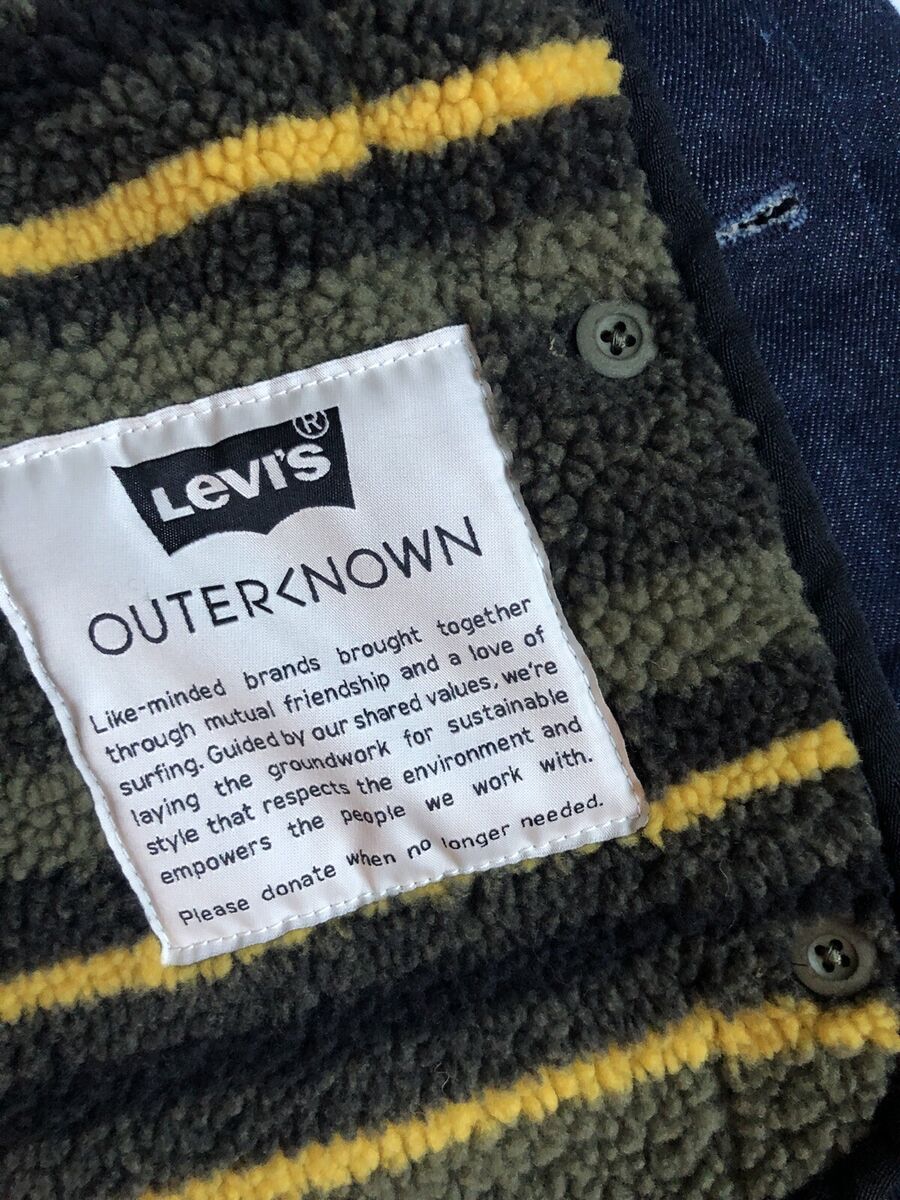 Levi's®
OUTERKNOWN
Like-minded brands brought together
through mutual friendship and a love of
surfing. Guided by our shared values, we're
laying the groundwork for sustainable
style that respects the environment and
empowers the people we work with.
Please donate when no longer needed.